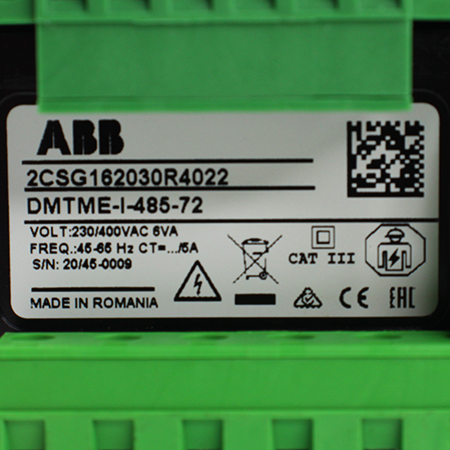 ABB
2CSG162030R4022
DMTME-I-485-72
VOLT:230/400VAC 6VA
FREQ.:45-65 Hz CT=.../5A
S/N: 20/45-0009
CAT III
MADE IN ROMANIA
CE EAC